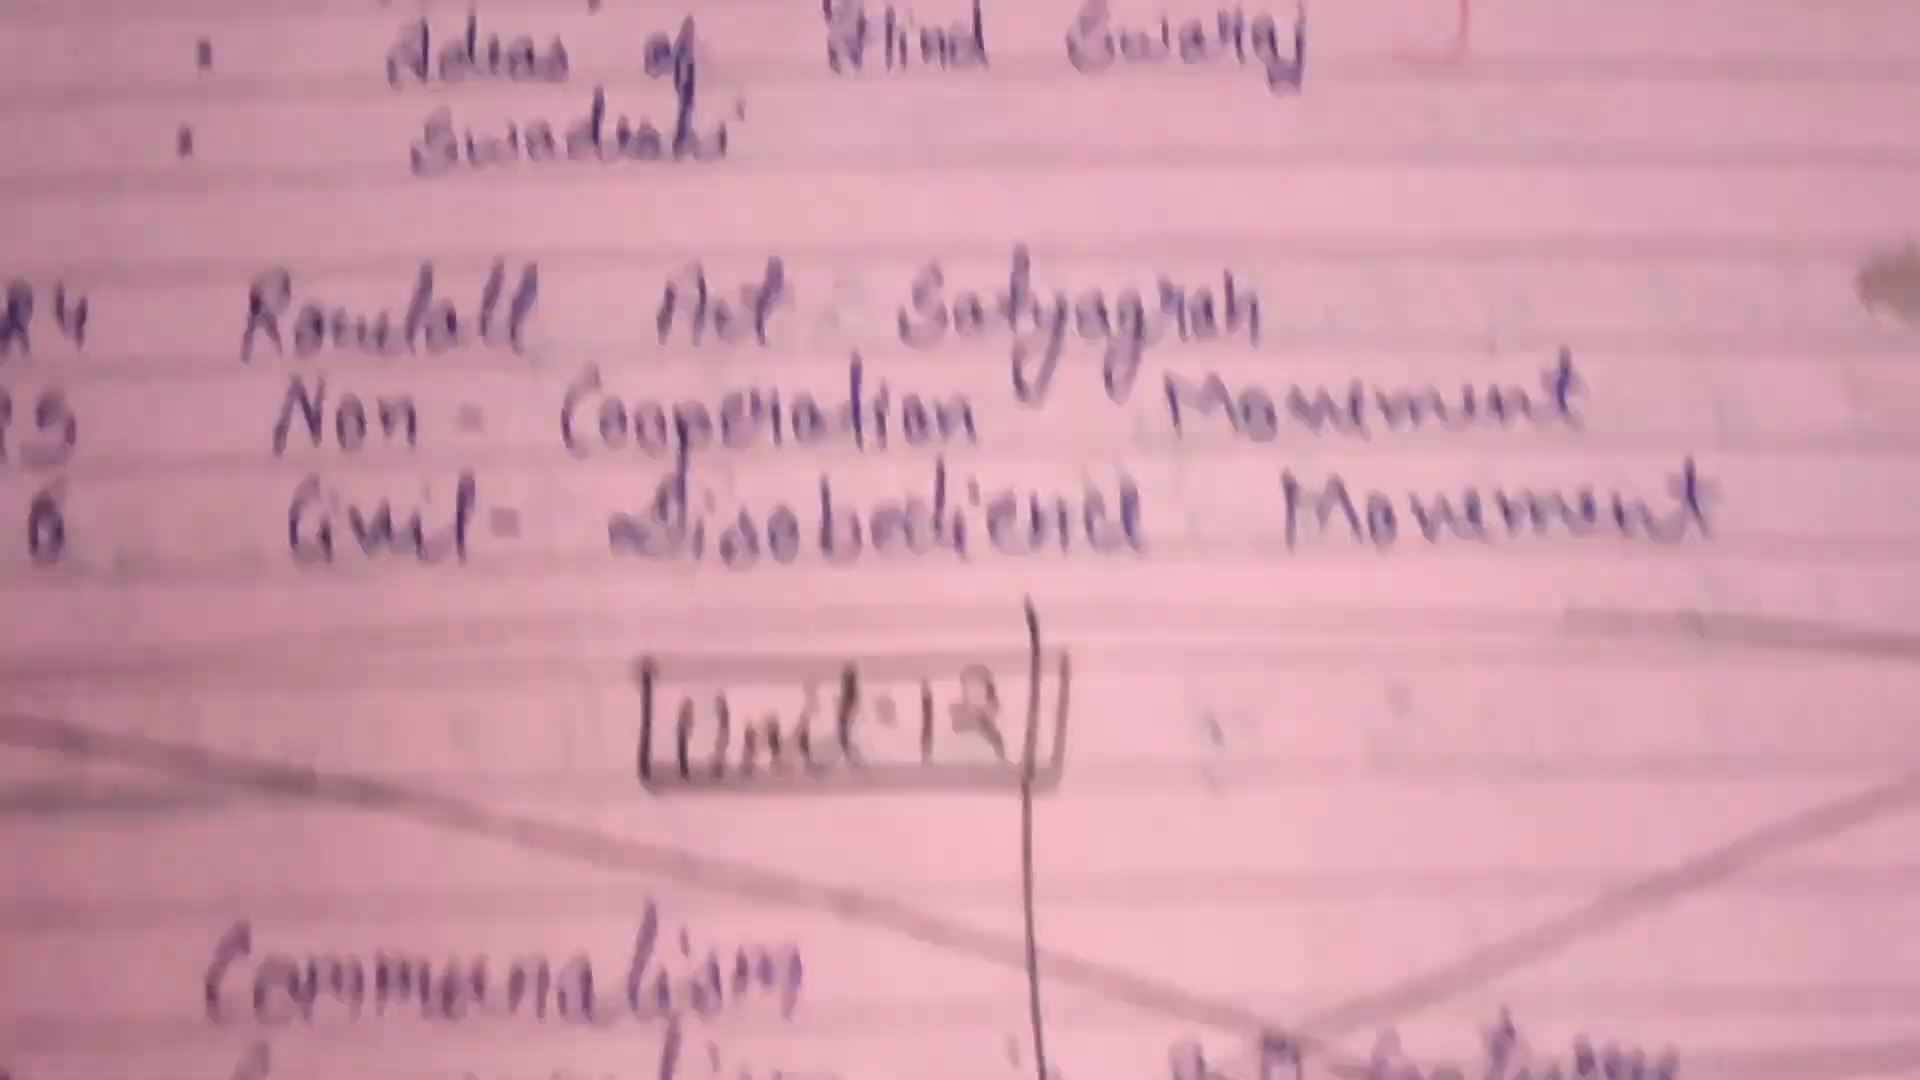 Ideas of Hind Swaraj
Swadeshi
24 Rowlatt Act Satyagrah
25 Non - Cooperation Movement
6 Civil - Disobedience Movement
Unit - 12
Communalism